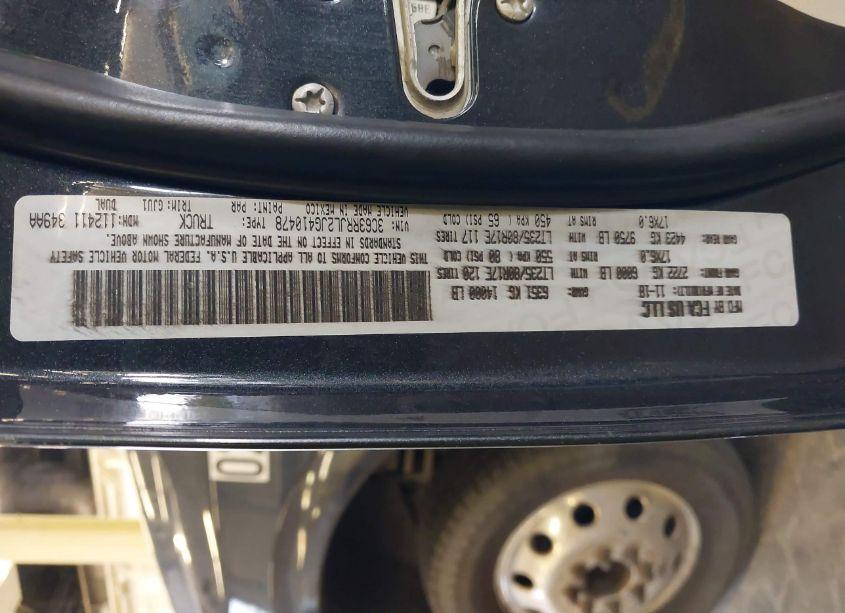 MFD BY FCA US LLC
DATE OF MFR: 11-18 GVWR: 6351 KG 14000 LB
GAWR FRONT: 2722 KG 6000 LB WITH LT235/80R17E 120 TIRES
17X6.0 RIMS AT 550 KPA ( 80 PSI) COLD
GAWR REAR: 4423 KG 9750 LB WITH LT235/80R17E 117 TIRES
17X6.0 RIMS AT 450 KPA ( 65 PSI) COLD
THIS VEHICLE CONFORMS TO ALL APPLICABLE U.S.A. FEDERAL MOTOR VEHICLE SAFETY
STANDARDS IN EFFECT ON THE DATE OF MANUFACTURE SHOWN ABOVE.
VIN: 3C63RRJL2JG410478 TYPE: TRUCK MDH: 112411 349AA
VEHICLE MADE IN MEXICO PAINT: PAR TRIM: GJU1 DUAL